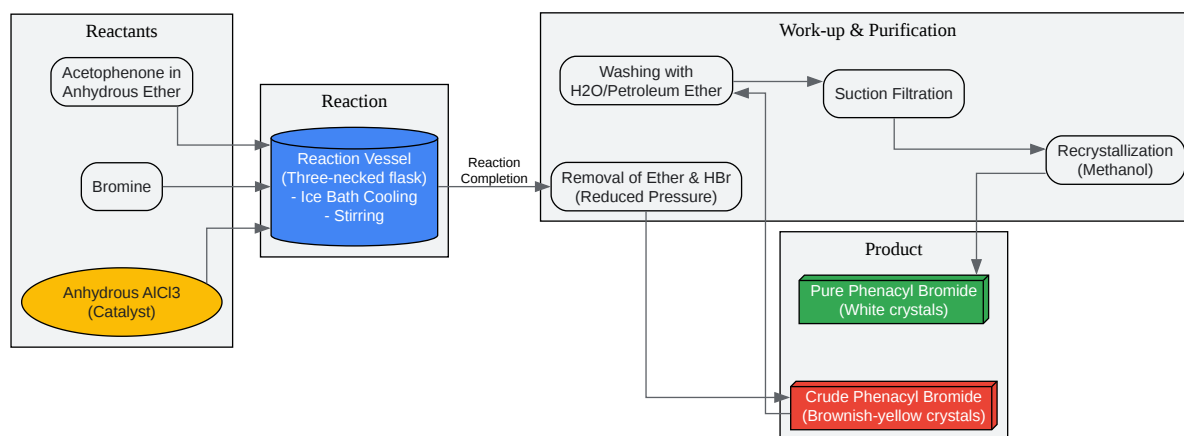 Reactants
Acetophenone in
Anhydrous Ether
Bromine
Anhydrous AlCl3
(Catalyst)
Reaction
Reaction Vessel
(Three-necked flask)
- Ice Bath Cooling
- Stirring
Reaction
Completion
Work-up & Purification
Washing with
H2O/Petroleum Ether
Suction Filtration
Recrystallization
(Methanol)
Removal of Ether & HBr
(Reduced Pressure)
Product
Pure Phenacyl Bromide
(White crystals)
Crude Phenacyl Bromide
(Brownish-yellow crystals)